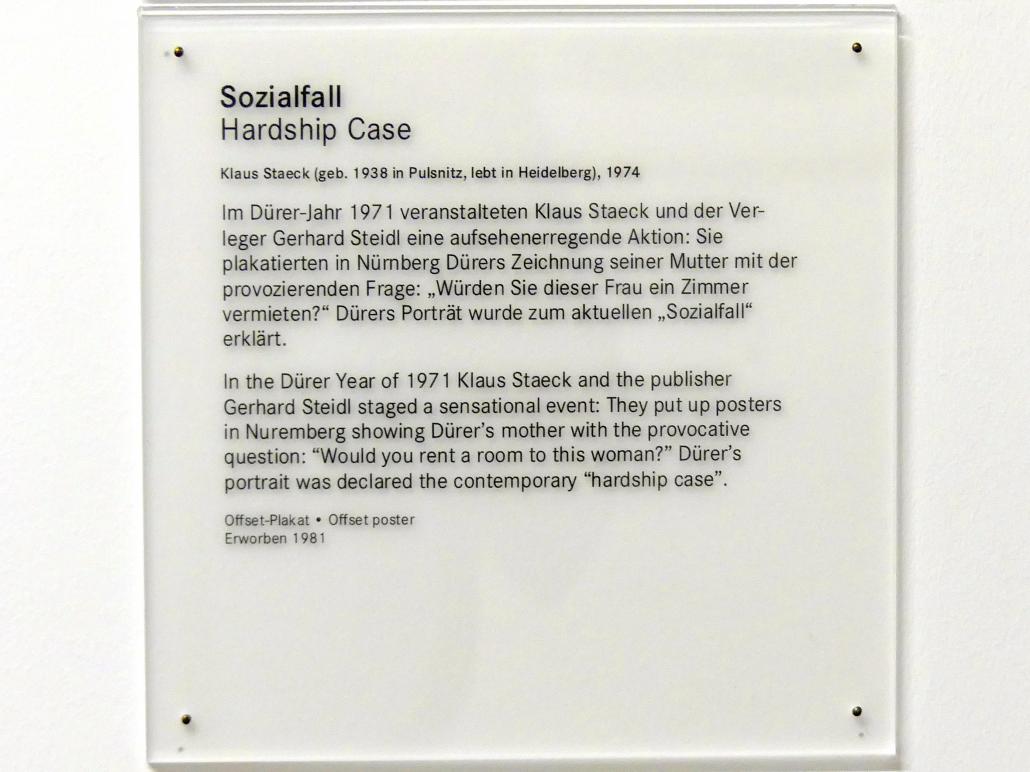 Sozialfall
Hardship Case
Klaus Staeck (geb. 1938 in Pulsnitz, lebt in Heidelberg), 1974
Im Dürer-Jahr 1971 veranstalteten Klaus Staeck und der Ver-
leger Gerhard Steidl eine aufsehenerregende Aktion: Sie
plakatierten in Nürnberg Dürers Zeichnung seiner Mutter mit der
provozierenden Frage: „Würden Sie dieser Frau ein Zimmer
vermieten?“ Dürers Porträt wurde zum aktuellen „Sozialfall“
erklärt.
In the Dürer Year of 1971 Klaus Staeck and the publisher
Gerhard Steidl staged a sensational event: They put up posters
in Nuremberg showing Dürer’s mother with the provocative
question: “Would you rent a room to this woman?” Dürer’s
portrait was declared the contemporary “hardship case”.
Offset-Plakat • Offset poster
Erworben 1981